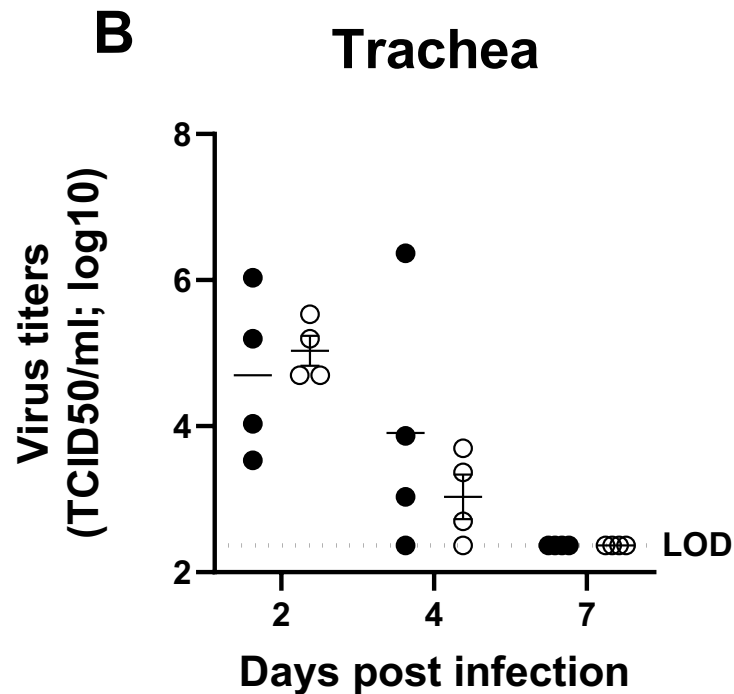 B
Trachea
Virus titers
(TCID50/ml; log10)
8
6
4
2
LOD
2 4 7
Days post infection